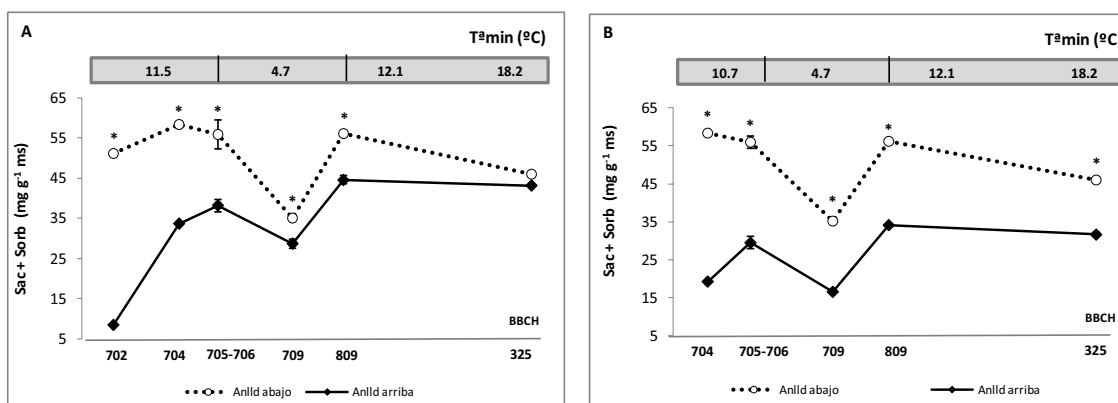 A
Tªmin (ºC)
11.5 4.7 12.1 18.2
Sac + Sorb (mg g⁻¹ ms)
65
55
45
35
25
15
5
* * * * *
BBCH
702 704 705-706 709 809 325
Anlld abajo Anlld arriba
B
Tªmin (ºC)
10.7 4.7 12.1 18.2
Sac + Sorb (mg g⁻¹ ms)
65
55
45
35
25
15
5
* * * * *
BBCH
704 705-706 709 809 325
Anlld abajo Anlld arriba